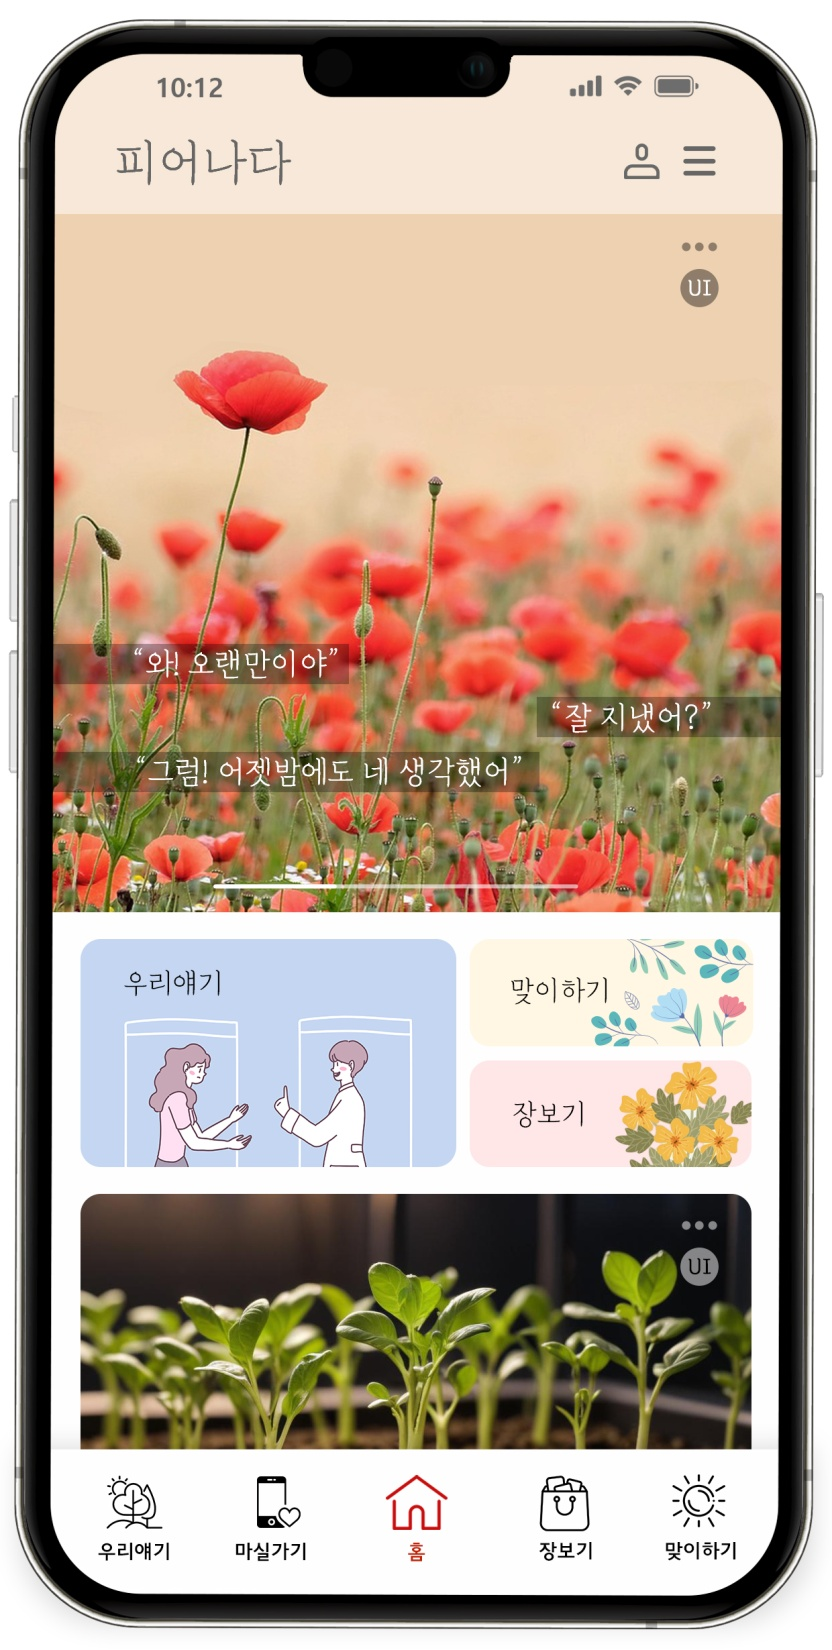 10:12
피어나다
UI
“와! 오랜만이야”
“잘 지냈어?”
“그럼! 어젯밤에도 네 생각했어”
우리얘기
맞이하기
장보기
UI
우리얘기
마실가기
홈
장보기
맞이하기